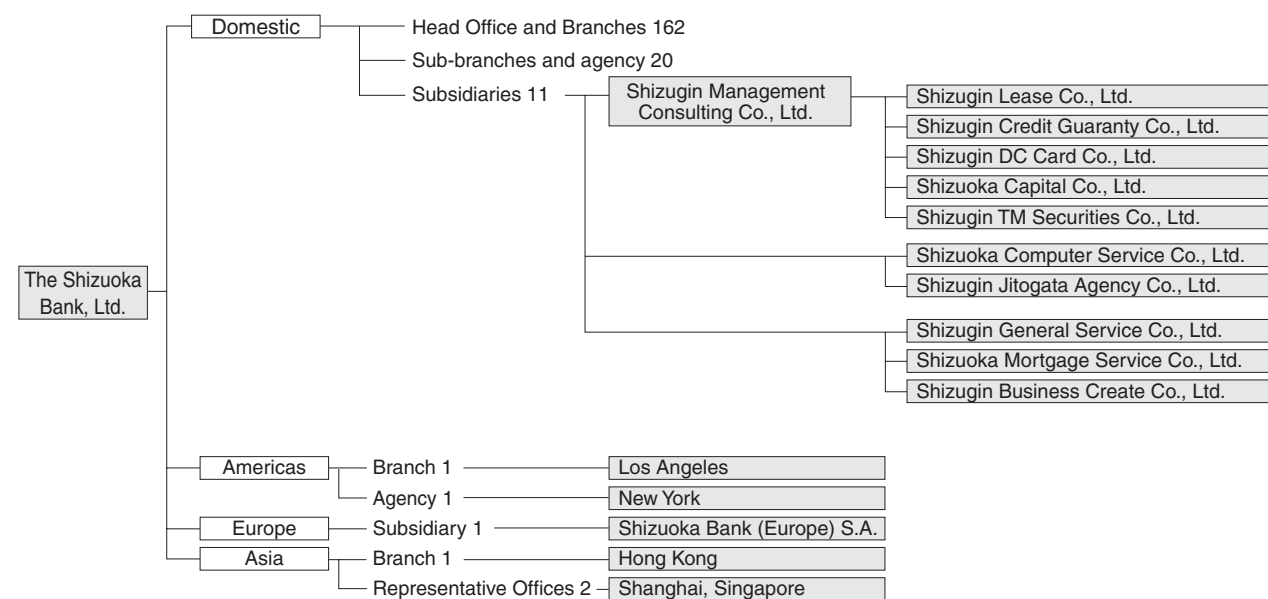 Domestic
Head Office and Branches 162
Sub-branches and agency 20
Subsidiaries 11
Shizugin Management
Consulting Co., Ltd.
Shizugin Lease Co., Ltd.
Shizugin Credit Guaranty Co., Ltd.
Shizugin DC Card Co., Ltd.
Shizuoka Capital Co., Ltd.
Shizugin TM Securities Co., Ltd.
Shizuoka Computer Service Co., Ltd.
Shizugin Jitogata Agency Co., Ltd.
Shizugin General Service Co., Ltd.
Shizuoka Mortgage Service Co., Ltd.
Shizugin Business Create Co., Ltd.
The Shizuoka
Bank, Ltd.
Americas
Branch 1
Los Angeles
Agency 1
New York
Europe
Subsidiary 1
Shizuoka Bank (Europe) S.A.
Asia
Branch 1
Hong Kong
Representative Offices 2
Shanghai, Singapore